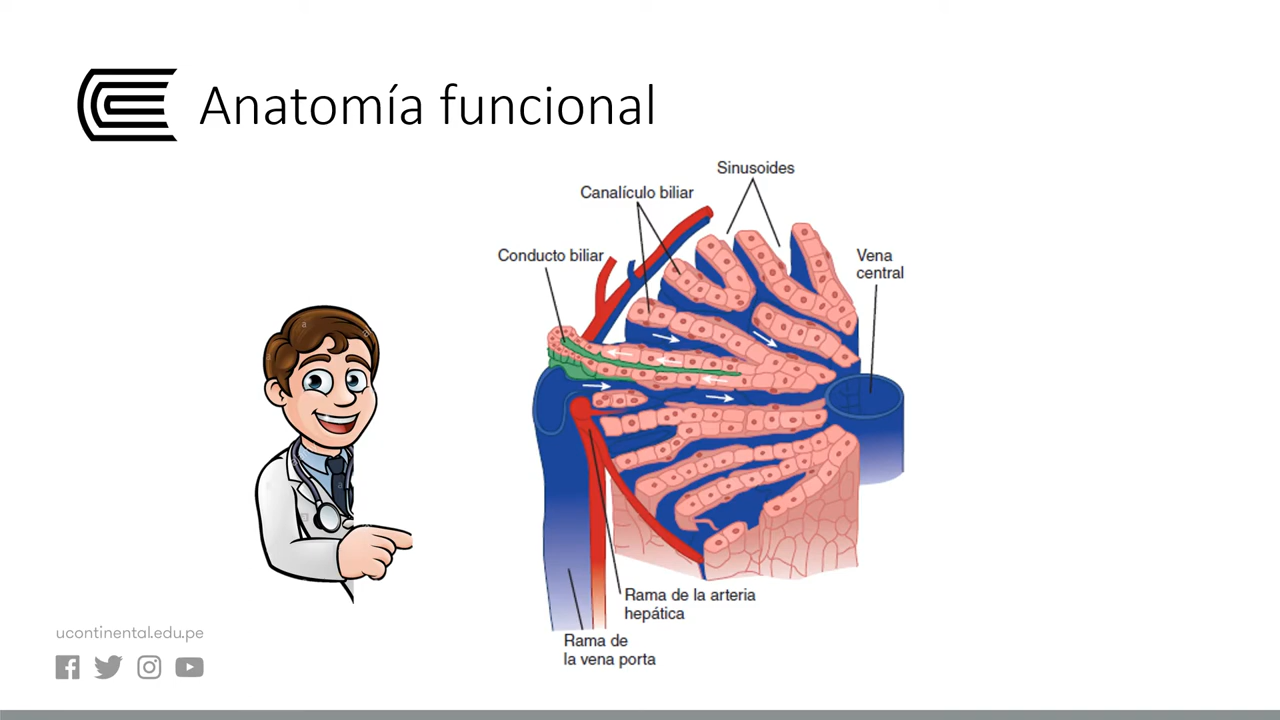 Anatomía funcional
Sinusoides
Canalículo biliar
Conducto biliar
Vena
central
Rama de la arteria
hepática
Rama de
la vena porta
ucontinental.edu.pe